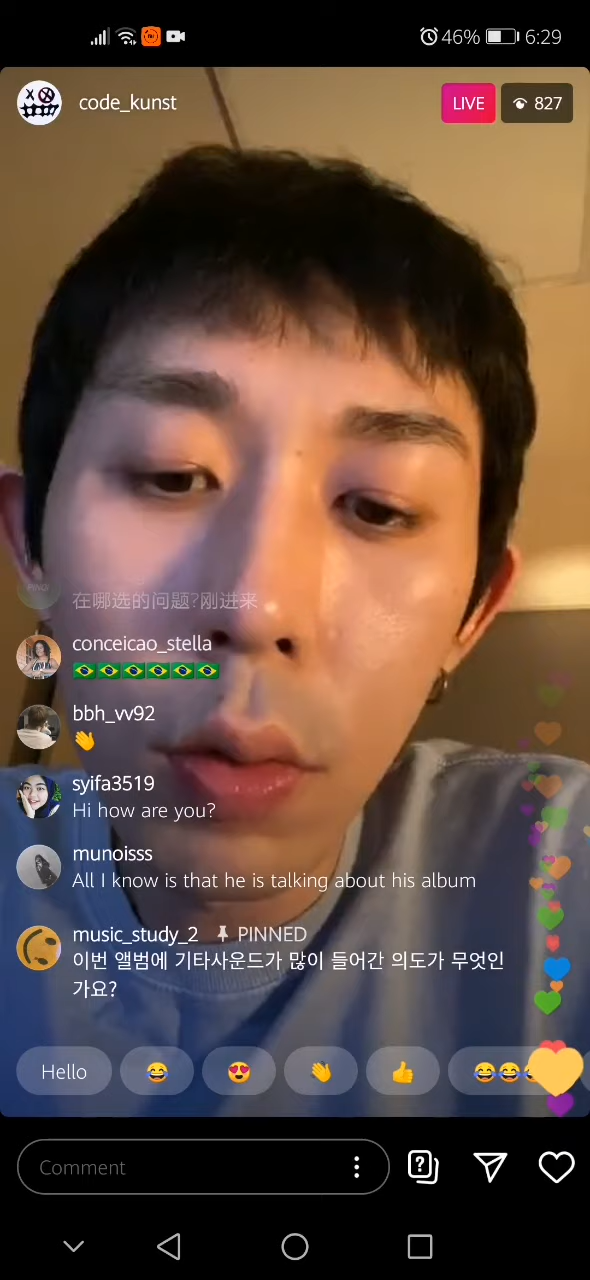 46% 6:29
code_kunst LIVE 827
在哪选的问题?刚进来
conceicao_stella
bbh_vv92
syifa3519
Hi how are you?
munoisss
All I know is that he is talking about his album
music_study_2 PINNED
이번 앨범에 기타사운드가 많이 들어간 의도가 무엇인
가요?
Hello
Comment